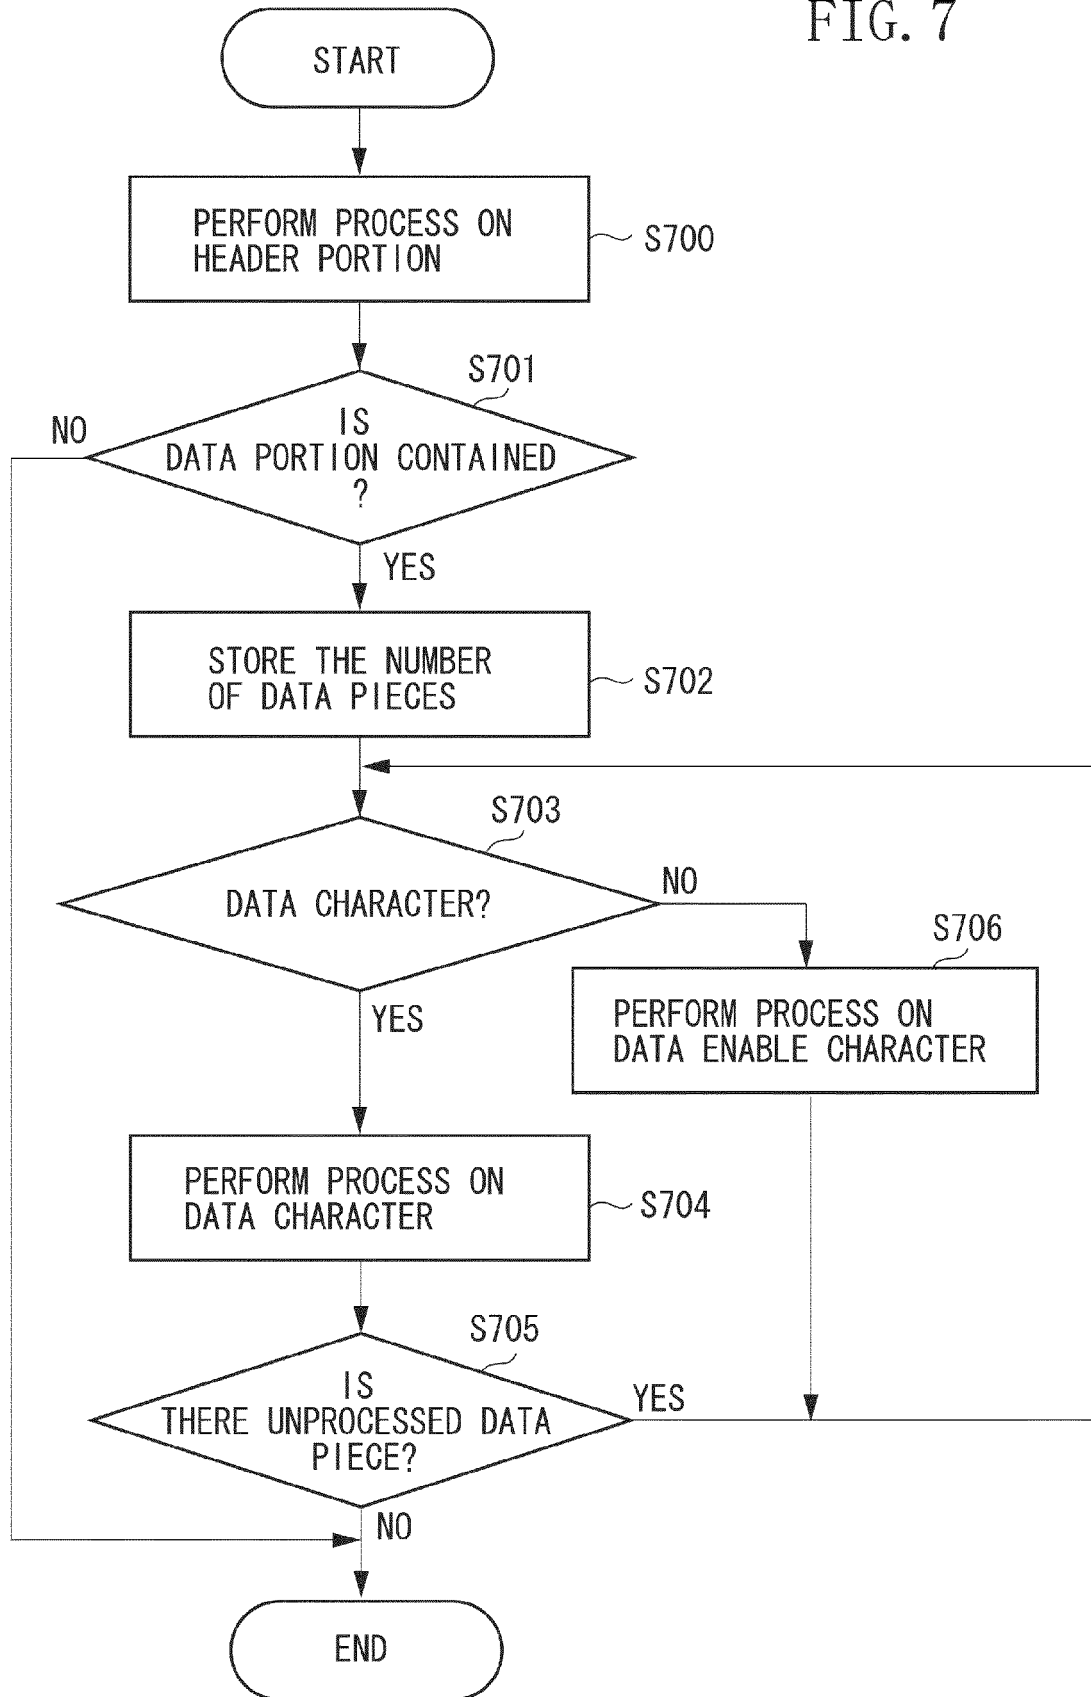 FIG. 7
START
PERFORM PROCESS ON
HEADER PORTION
S700
S701
IS
DATA PORTION CONTAINED
?
NO
YES
STORE THE NUMBER
OF DATA PIECES
S702
S703
DATA CHARACTER?
NO
YES
S706
PERFORM PROCESS ON
DATA ENABLE CHARACTER
PERFORM PROCESS ON
DATA CHARACTER
S704
S705
IS
THERE UNPROCESSED DATA
PIECE?
YES
NO
END